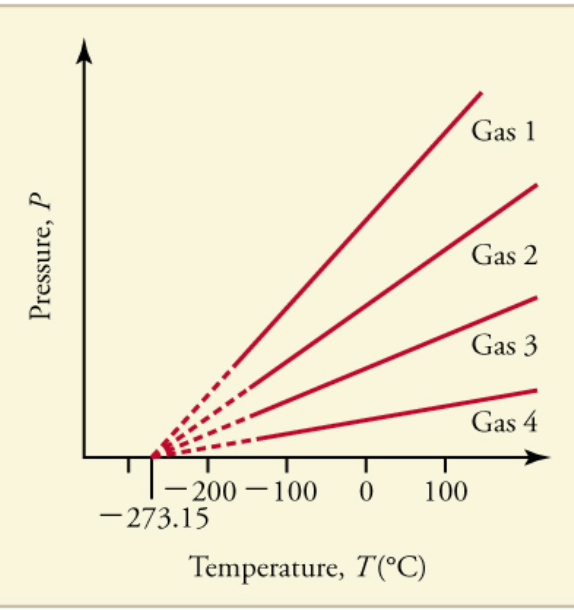 Pressure, P
Gas 1
Gas 2
Gas 3
Gas 4
−200 −100 0 100
−273.15
Temperature, T(°C)